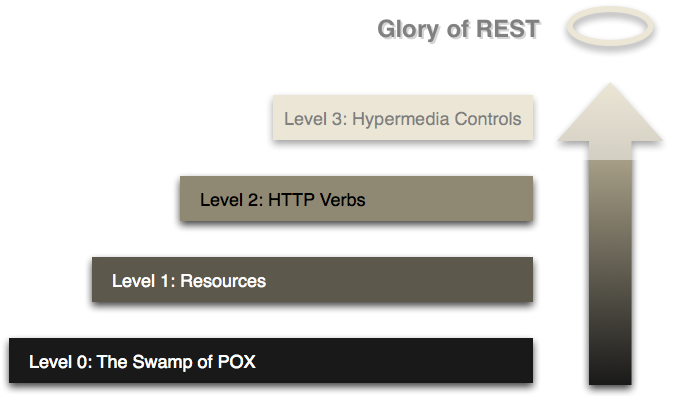 Glory of REST
Level 3: Hypermedia Controls
Level 2: HTTP Verbs
Level 1: Resources
Level 0: The Swamp of POX